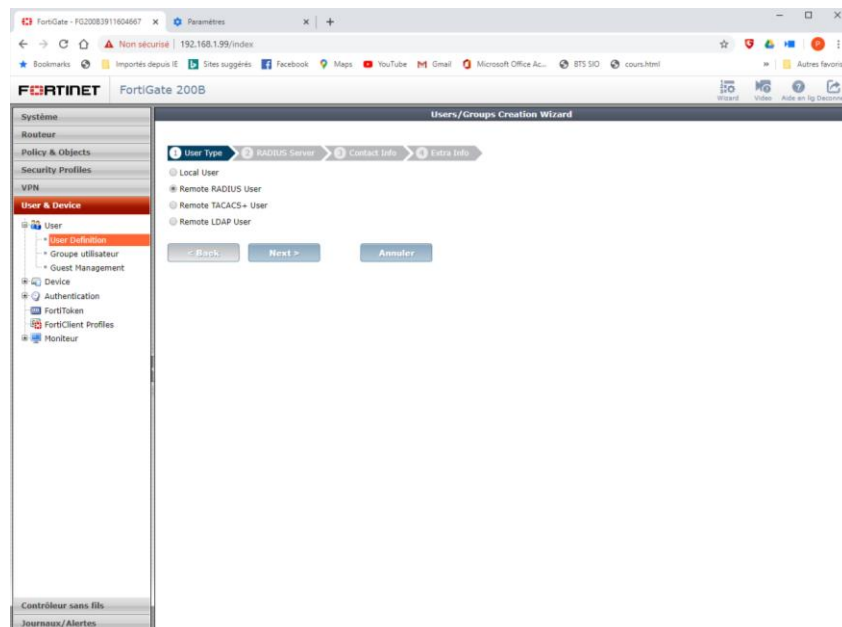 FortiGate - FG20083911604667
Paramètres
Non sécurisé | 192.168.1.99/index
Bookmarks
Importés depuis IE
Sites suggérés
Facebook
Maps
YouTube
Gmail
Microsoft Office Ac...
BTS SIO
cours.html
»
Autres favoris
FORTINET
FortiGate 200B
Wizard
Video
Aide en lig
Deconne
Système
Routeur
Policy & Objects
Security Profiles
VPN
User & Device
User
User Definition
Groupe utilisateur
Guest Management
Device
Authentication
FortiToken
FortiClient Profiles
Moniteur
Contrôleur sans fils
Journaux/Alertes
Users/Groups Creation Wizard
1 User Type
2 RADIUS Server
3 Contact Info
4 Extra Info
Local User
Remote RADIUS User
Remote TACACS+ User
Remote LDAP User
< Back
Next >
Annuler